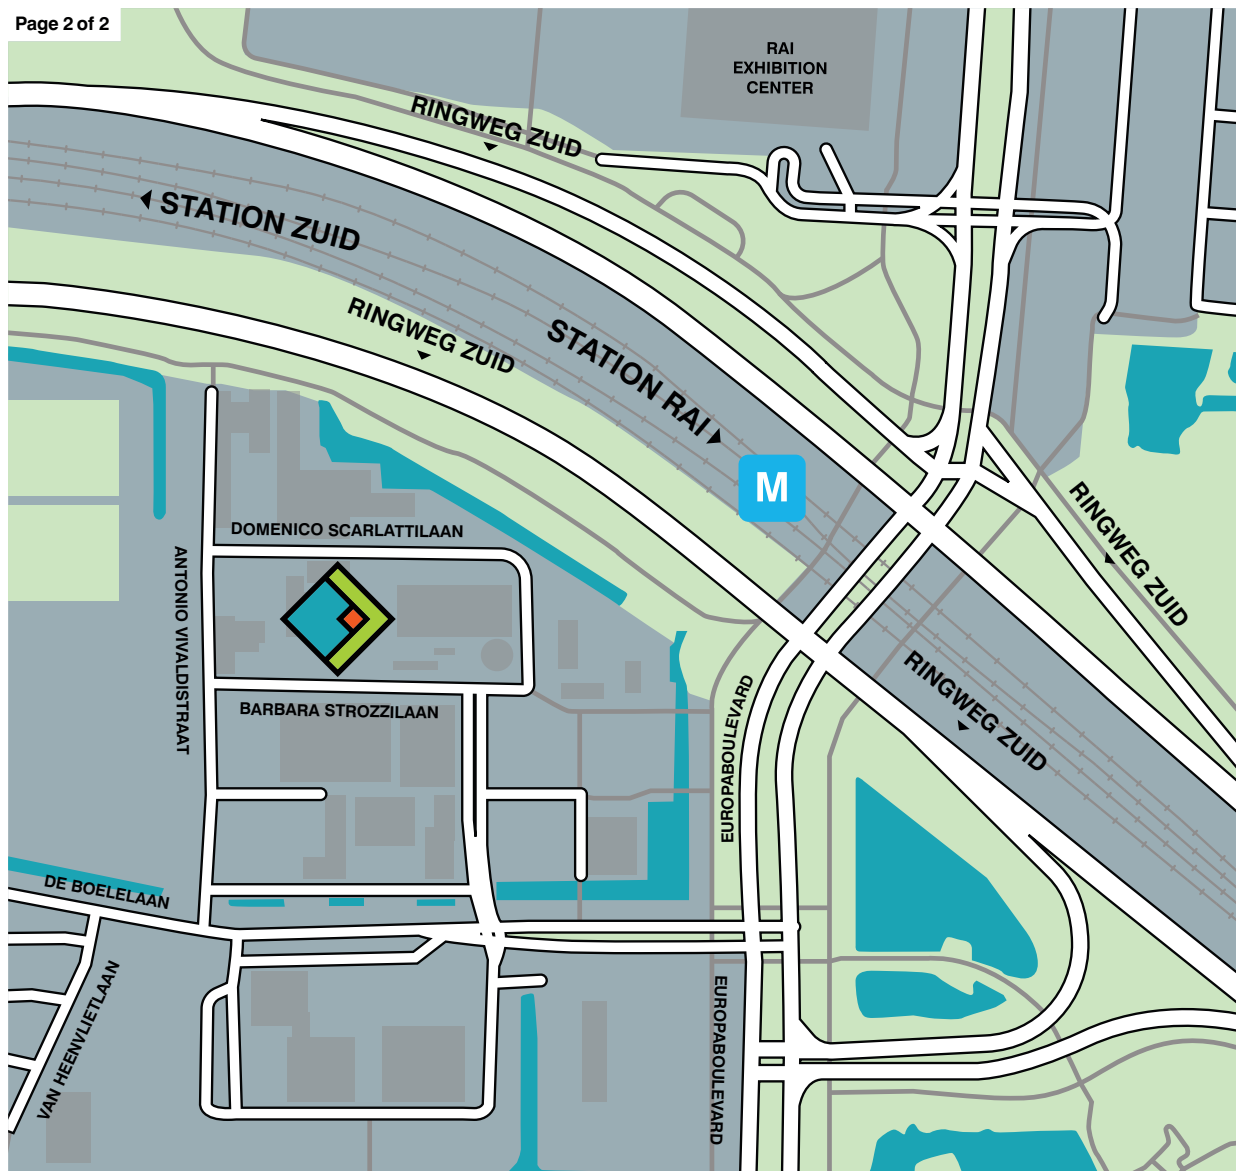 Page 2 of 2
RAI
EXHIBITION
CENTER
RINGWEG ZUID
STATION ZUID
RINGWEG ZUID
STATION RAI
M
RINGWEG ZUID
DOMENICO SCARLATTILAAN
ANTONIO VIVALDISTRAAT
BARBARA STROZZILAAN
EUROPABOULEVARD
RINGWEG ZUID
DE BOELELAAN
VAN HEENVLIETLAAN
EUROPABOULEVARD